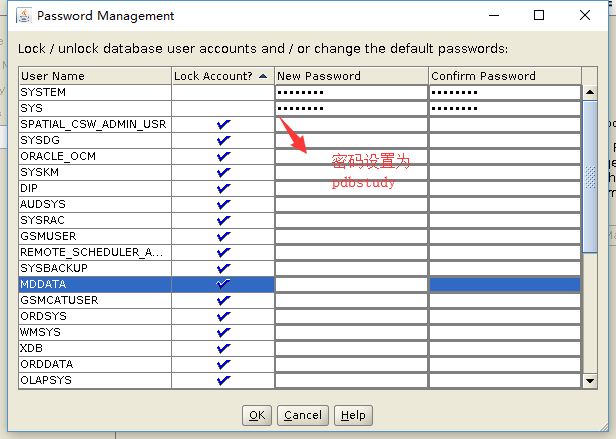 Password Management
Lock / unlock database user accounts and / or change the default passwords:
User Name Lock Account? New Password Confirm Password
SYSTEM •••••••• ••••••••
SYS •••••••• ••••••••
SPATIAL_CSW_ADMIN_USR
SYSDG
ORACLE_OCM
密码设置为
SYSKM
DIP
pdbstudy
AUDSYS
SYSRAC
GSMUSER
REMOTE_SCHEDULER_A...
SYSBACKUP
MDDATA
GSMCATUSER
ORDSYS
WMSYS
XDB
ORDDATA
OLAPSYS
OK Cancel Help